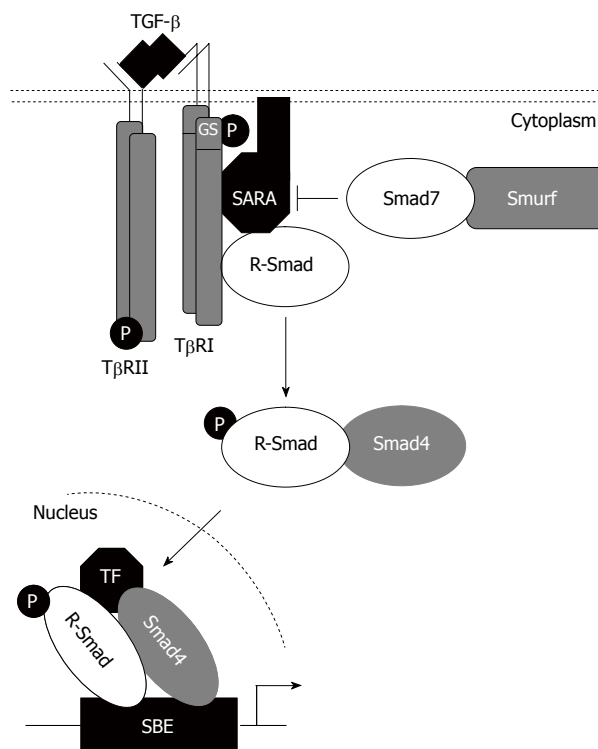 TGF-β
Cytoplasm
GS
P
SARA
Smad7
Smurf
R-Smad
P
TβRII
TβRI
P
R-Smad
Smad4
Nucleus
TF
P
R-Smad
Smad4
SBE